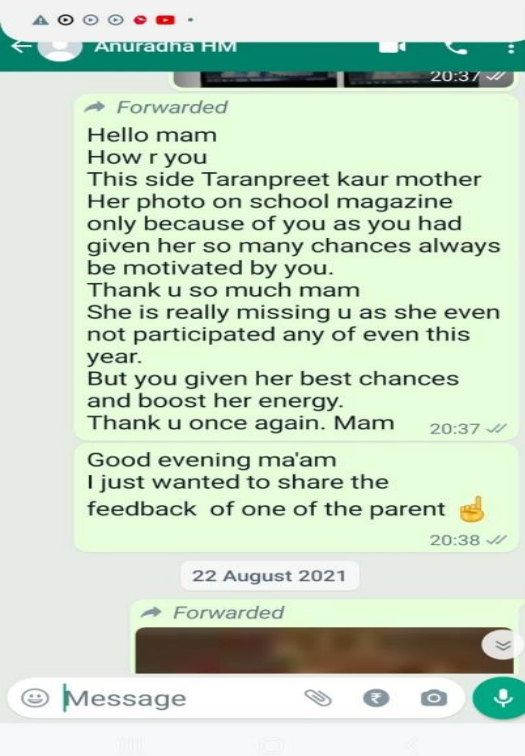 Anuradha HM
20:37
Forwarded
Hello mam
How r you
This side Taranpreet kaur mother
Her photo on school magazine
only because of you as you had
given her so many chances always
be motivated by you.
Thank u so much mam
She is really missing u as she even
not participated any of even this
year.
But you given her best chances
and boost her energy.
Thank u once again. Mam 20:37
Good evening ma'am
I just wanted to share the
feedback of one of the parent ☝
20:38
22 August 2021
Forwarded
Message